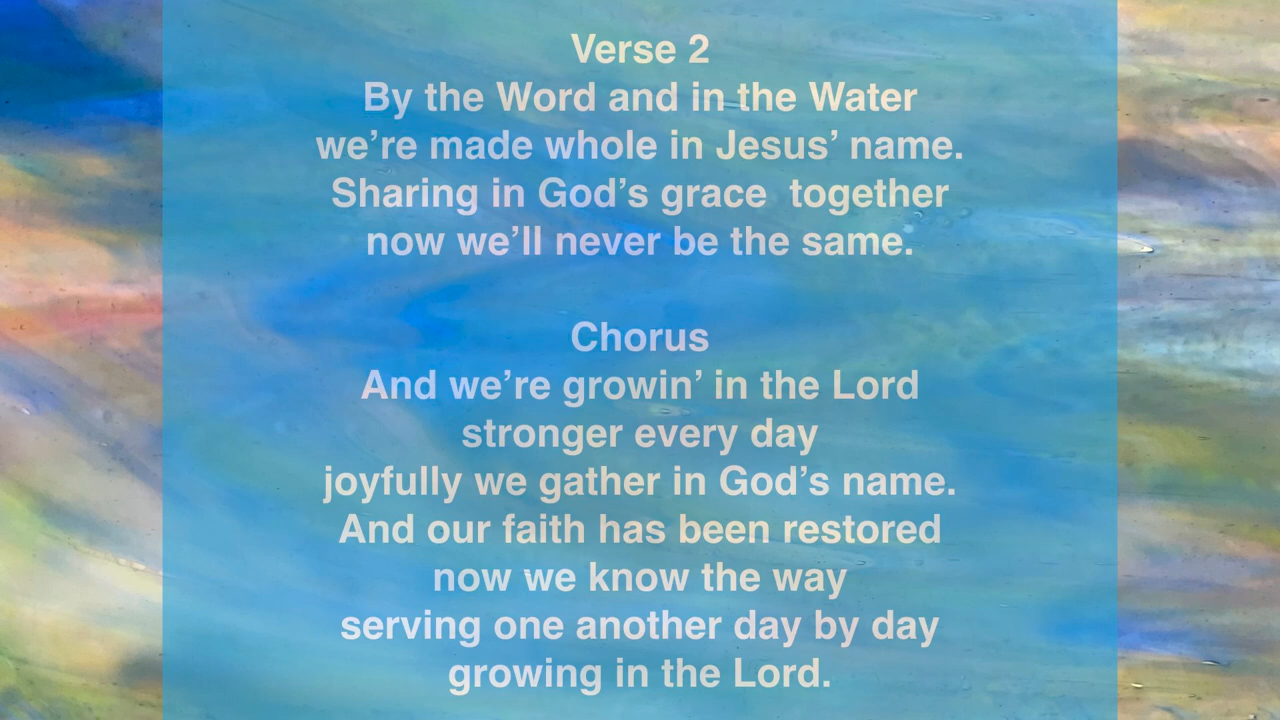 Verse 2
By the Word and in the Water
we’re made whole in Jesus’ name.
Sharing in God’s grace  together
now we’ll never be the same.

Chorus
And we’re growin’ in the Lord
stronger every day
joyfully we gather in God’s name.
And our faith has been restored
now we know the way
serving one another day by day
growing in the Lord.